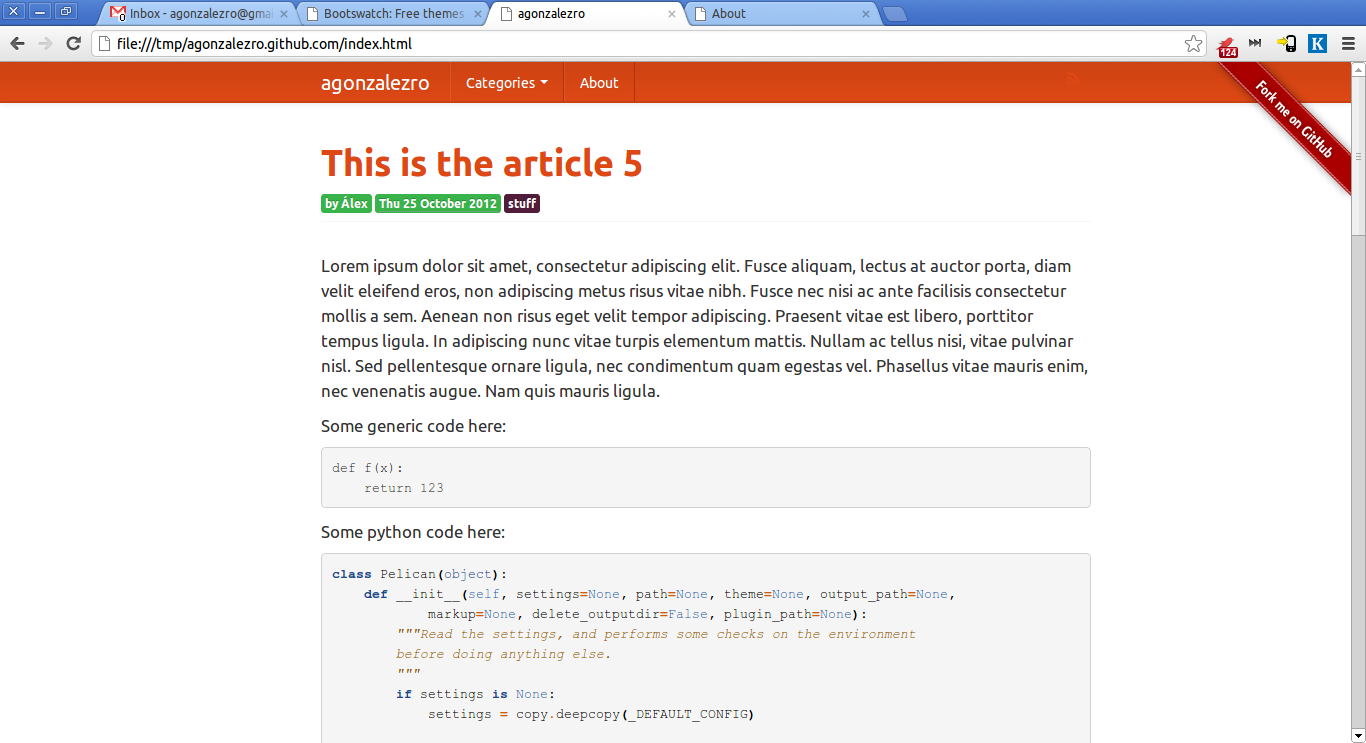 Inbox - agonzalezro@gmai
Bootswatch: Free themes
agonzalezro
About
file:///tmp/agonzalezro.github.com/index.html
124
K
agonzalezro
Categories
About
Fork me on GitHub
This is the article 5
by Álex
Thu 25 October 2012
stuff
Lorem ipsum dolor sit amet, consectetur adipiscing elit. Fusce aliquam, lectus at auctor porta, diam
velit eleifend eros, non adipiscing metus risus vitae nibh. Fusce nec nisi ac ante facilisis consectetur
mollis a sem. Aenean non risus eget velit tempor adipiscing. Praesent vitae est libero, porttitor
tempus ligula. In adipiscing nunc vitae turpis elementum mattis. Nullam ac tellus nisi, vitae pulvinar
nisl. Sed pellentesque ornare ligula, nec condimentum quam egestas vel. Phasellus vitae mauris enim,
nec venenatis augue. Nam quis mauris ligula.
Some generic code here:
def f(x):
    return 123
Some python code here:
class Pelican(object):
    def __init__(self, settings=None, path=None, theme=None, output_path=None,
            markup=None, delete_outputdir=False, plugin_path=None):
        """Read the settings, and performs some checks on the environment
        before doing anything else.
        """
        if settings is None:
            settings = copy.deepcopy(_DEFAULT_CONFIG)